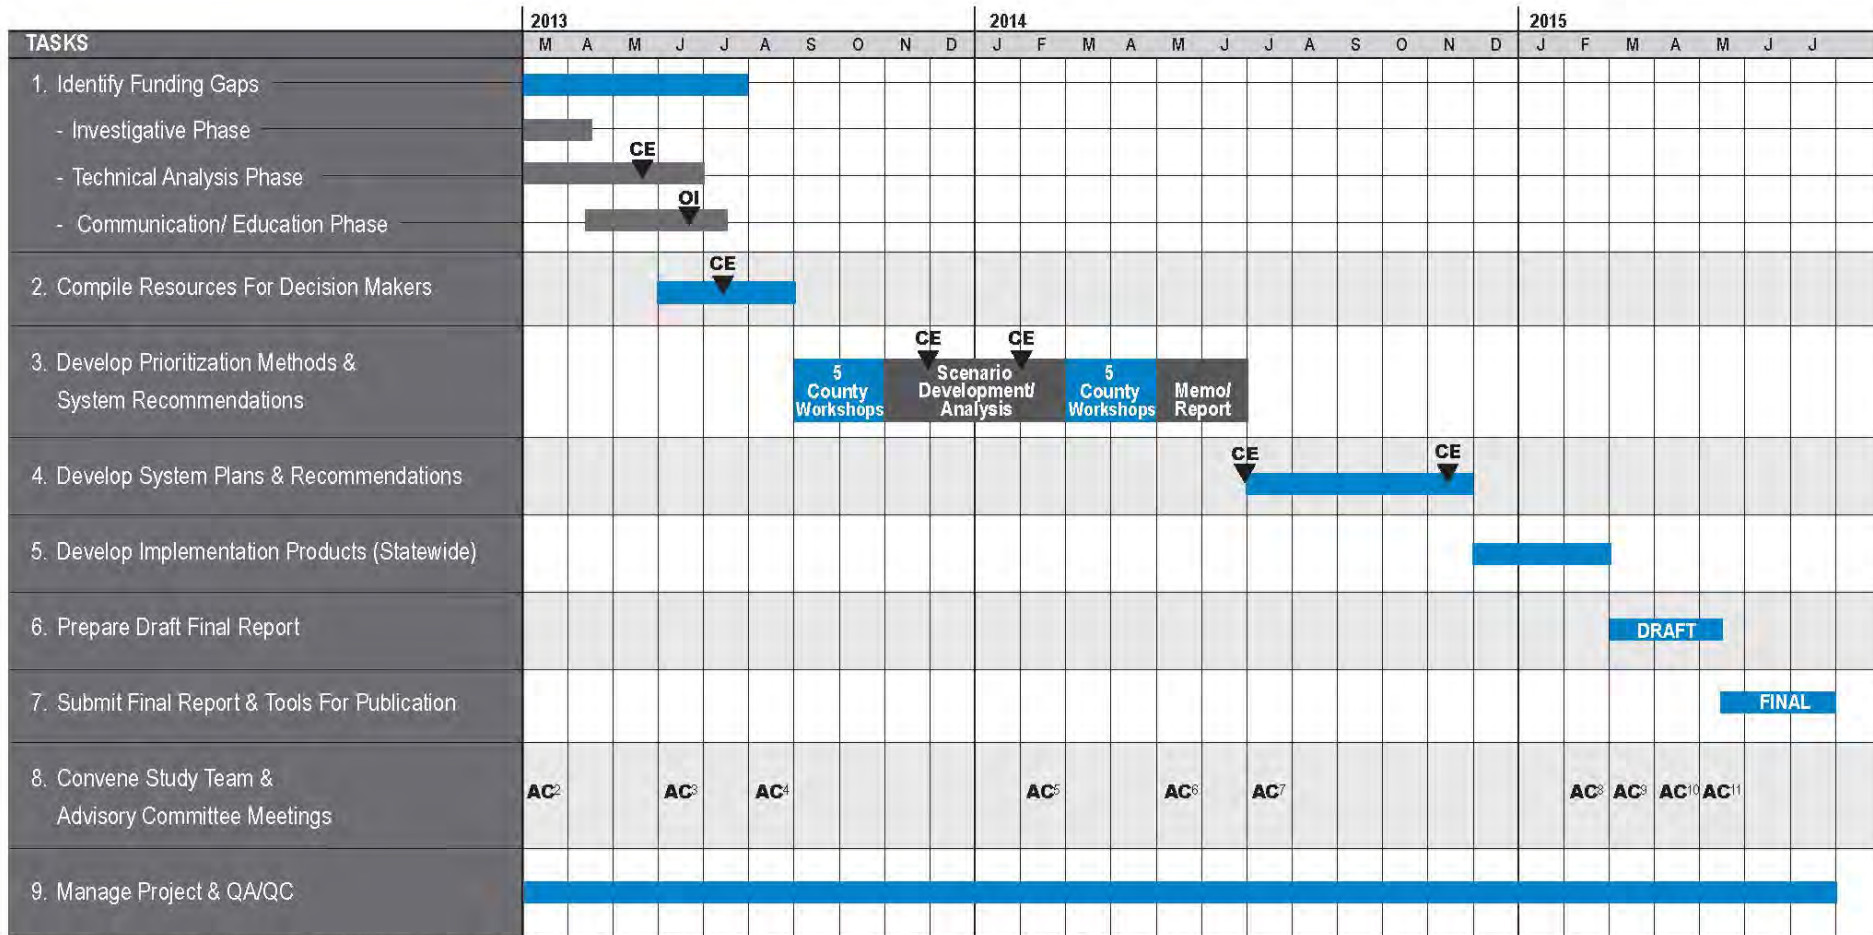 2013 2014 2015
TASKS M A M J J A S O N D J F M A M J J A S O N D J F M A M J J
1. Identify Funding Gaps
- Investigative Phase
CE
- Technical Analysis Phase
OI
- Communication/ Education Phase
CE
2. Compile Resources For Decision Makers
CE CE
3. Develop Prioritization Methods &
System Recommendations
5
County
Workshops
Scenario
Development/
Analysis
5
County
Workshops
Memo/
Report
CE CE
4. Develop System Plans & Recommendations
5. Develop Implementation Products (Statewide)
6. Prepare Draft Final Report DRAFT
7. Submit Final Report & Tools For Publication FINAL
8. Convene Study Team &
Advisory Committee Meetings
AC2 AC3 AC4 AC5 AC6 AC7 AC8 AC9 AC10 AC11
9. Manage Project & QA/QC